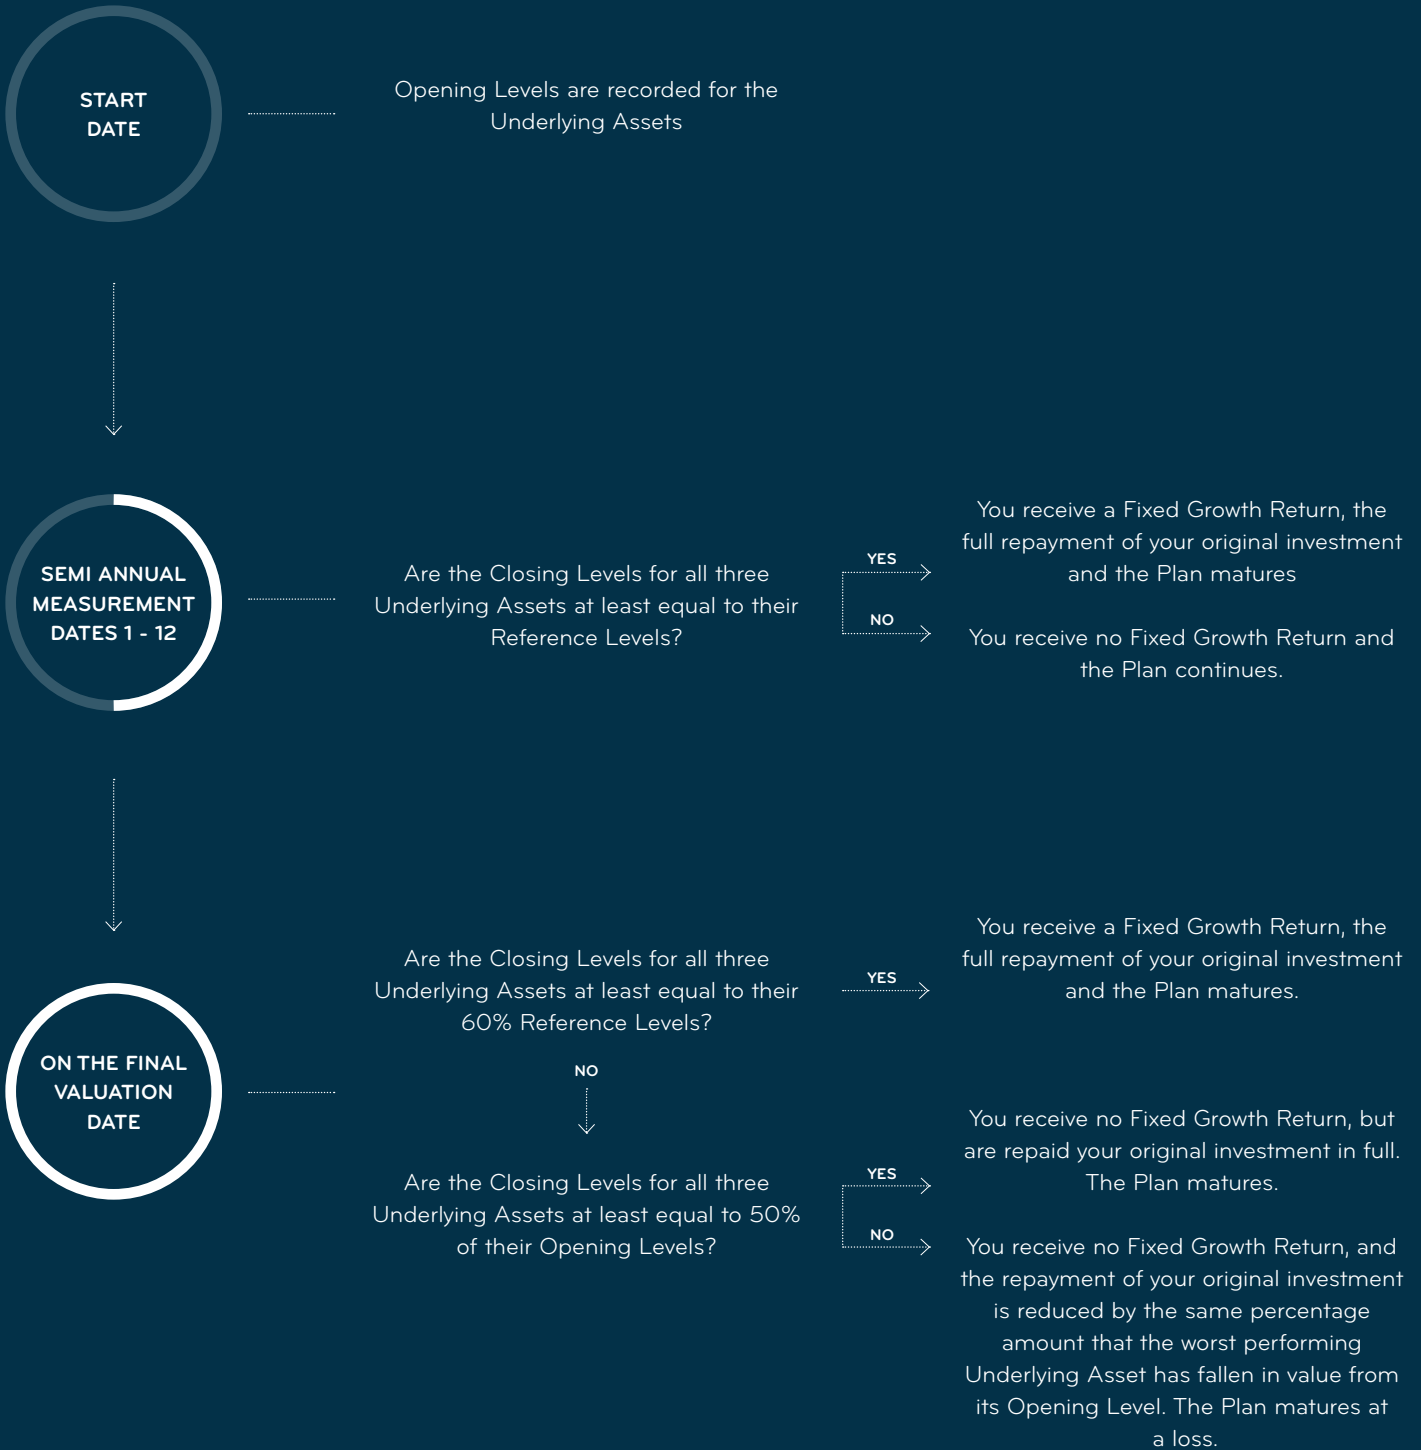 START
DATE
Opening Levels are recorded for the
Underlying Assets
SEMI ANNUAL
MEASUREMENT
DATES 1 - 12
Are the Closing Levels for all three
Underlying Assets at least equal to their
Reference Levels?
YES
You receive a Fixed Growth Return, the
full repayment of your original investment
and the Plan matures
NO
You receive no Fixed Growth Return and
the Plan continues.
ON THE FINAL
VALUATION
DATE
Are the Closing Levels for all three
Underlying Assets at least equal to their
60% Reference Levels?
YES
You receive a Fixed Growth Return, the
full repayment of your original investment
and the Plan matures.
NO
Are the Closing Levels for all three
Underlying Assets at least equal to 50%
of their Opening Levels?
YES
You receive no Fixed Growth Return, but
are repaid your original investment in full.
The Plan matures.
NO
You receive no Fixed Growth Return, and
the repayment of your original investment
is reduced by the same percentage
amount that the worst performing
Underlying Asset has fallen in value from
its Opening Level. The Plan matures at
a loss.